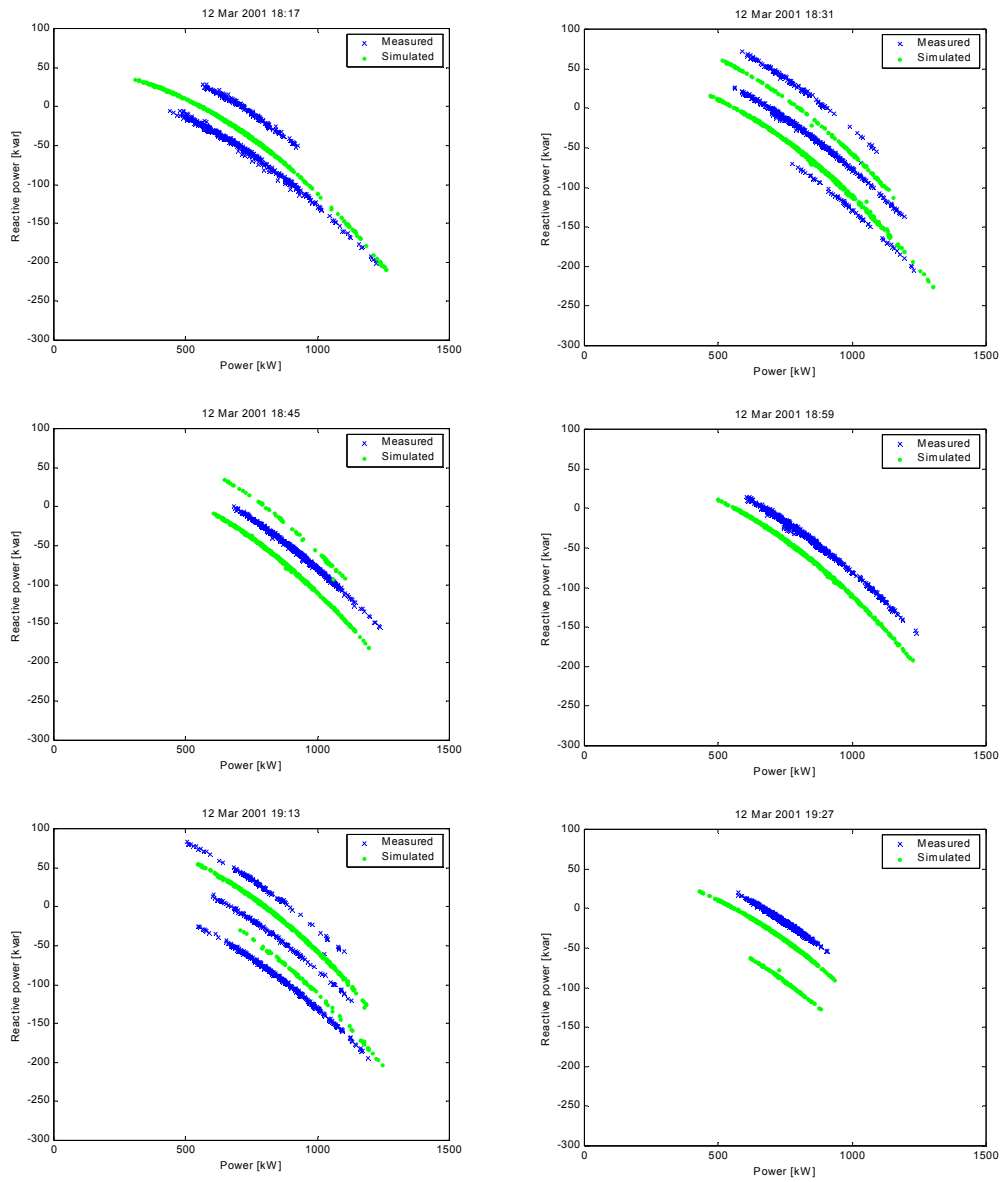 12 Mar 2001 18:17
Measured
Simulated
100
50
0
-50
-100
-150
-200
-250
-300
0 500 1000 1500
Reactive power [kvar]
Power [kW]
12 Mar 2001 18:31
Measured
Simulated
100
50
0
-50
-100
-150
-200
-250
-300
0 500 1000 1500
Reactive power [kvar]
Power [kW]
12 Mar 2001 18:45
Measured
Simulated
100
50
0
-50
-100
-150
-200
-250
-300
0 500 1000 1500
Reactive power [kvar]
Power [kW]
12 Mar 2001 18:59
Measured
Simulated
100
50
0
-50
-100
-150
-200
-250
-300
0 500 1000 1500
Reactive power [kvar]
Power [kW]
12 Mar 2001 19:13
Measured
Simulated
100
50
0
-50
-100
-150
-200
-250
-300
0 500 1000 1500
Reactive power [kvar]
Power [kW]
12 Mar 2001 19:27
Measured
Simulated
100
50
0
-50
-100
-150
-200
-250
-300
0 500 1000 1500
Reactive power [kvar]
Power [kW]